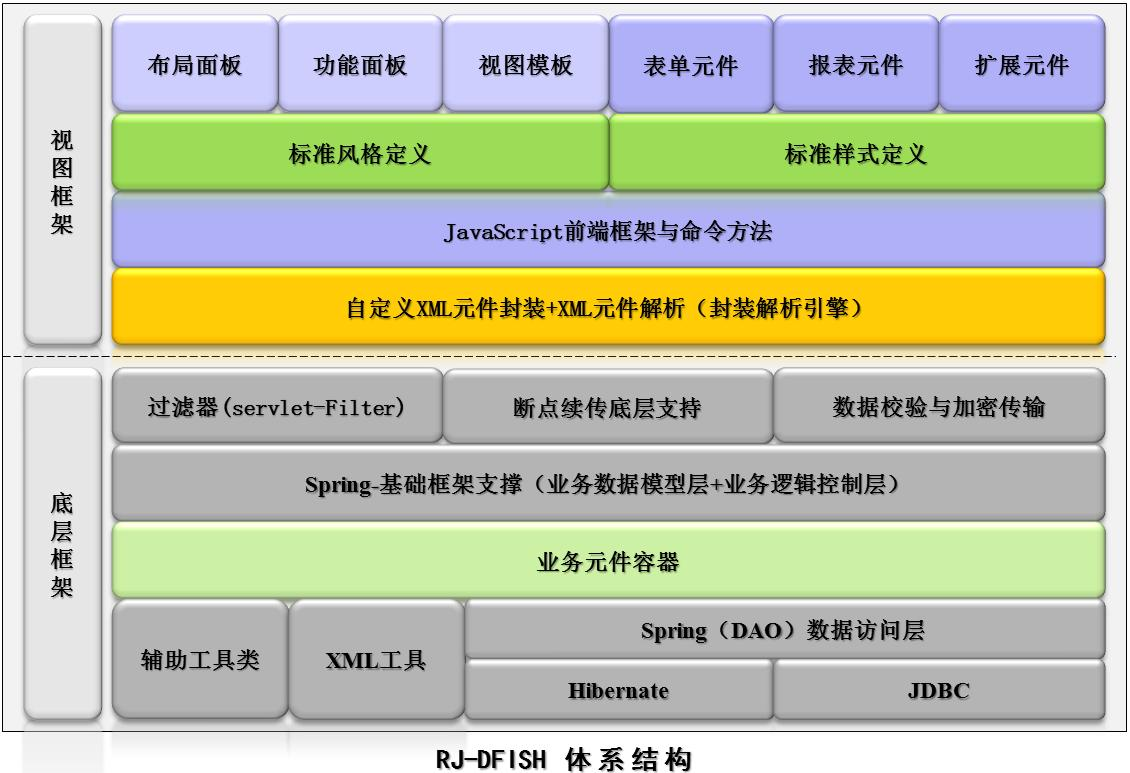 视图框架
布局面板
功能面板
视图模板
表单元件
报表元件
扩展元件
标准风格定义
标准样式定义
JavaScript前端框架与命令方法
自定义XML元件封装+XML元件解析（封装解析引擎）
底层框架
过滤器(servlet-Filter)
断点续传底层支持
数据校验与加密传输
Spring-基础框架支撑（业务数据模型层+业务逻辑控制层）
业务元件容器
辅助工具类
XML工具
Spring（DAO）数据访问层
Hibernate
JDBC
RJ-DFISH 体系结构